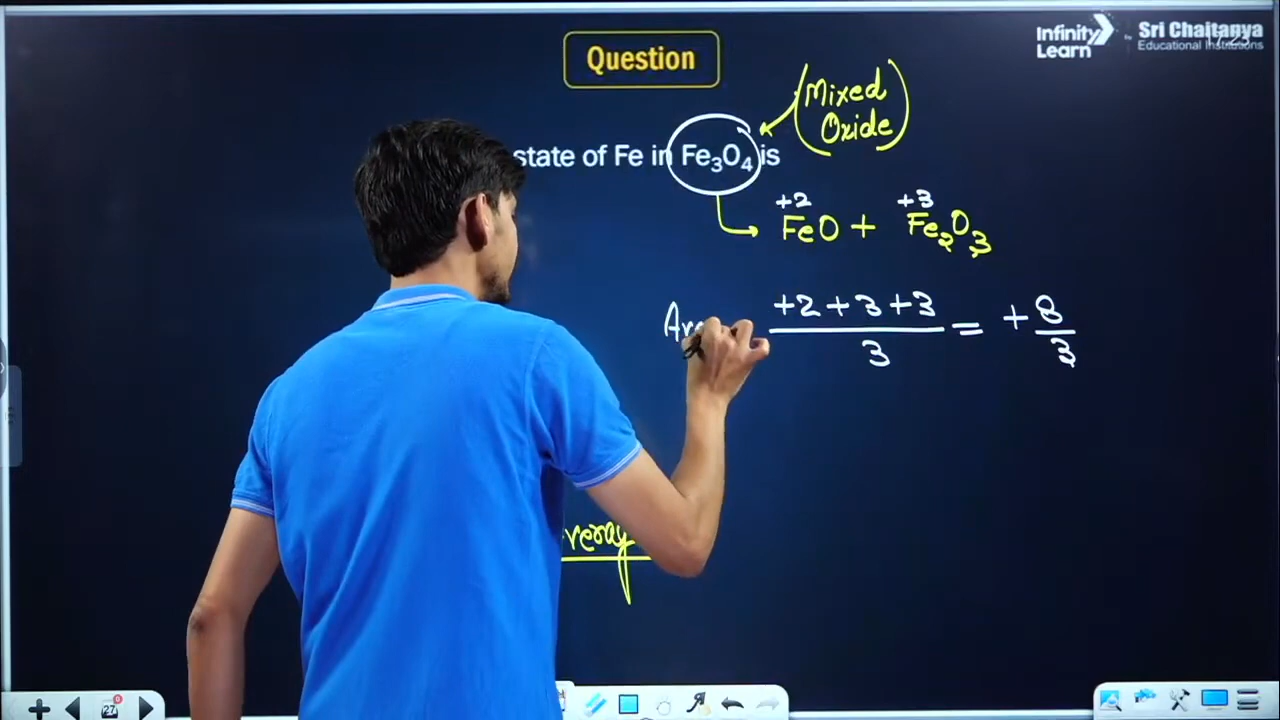 Question
Infinity Learn
Sri Chaitanya
Educational Institutions
(Mixed Oxide)
state of Fe in Fe₃O₄ is
+2 +3
FeO + Fe₂O₃
+2+3+3 / 3 = +8/3
27